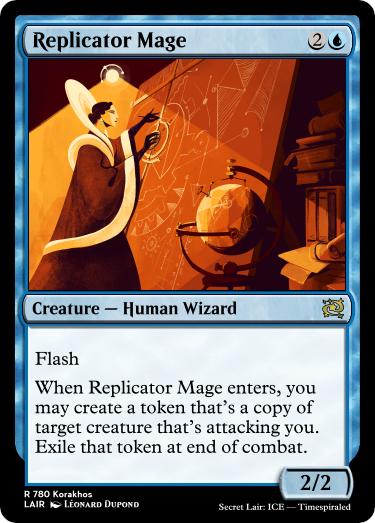 Replicator Mage 2
Creature — Human Wizard
Flash
When Replicator Mage enters, you
may create a token that's a copy of
target creature that's attacking you.
Exile that token at end of combat.
2/2
R 780 Korakhos
LAIR Léonard Dupond
Secret Lair: ICE — Timespiraled